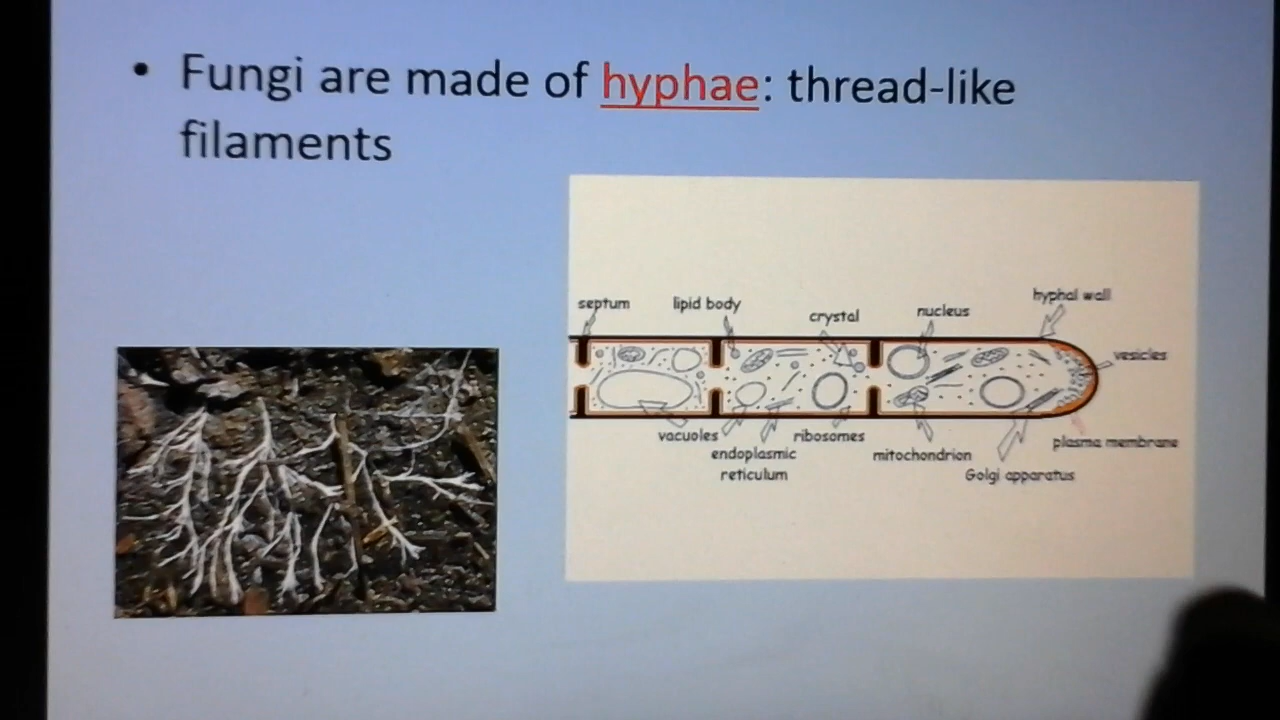 • Fungi are made of hyphae: thread-like
filaments
septum
lipid body
crystal
nucleus
hyphal wall
vesicles
vacuoles
endoplasmic
reticulum
ribosomes
mitochondrion
Golgi apparatus
plasma membrane